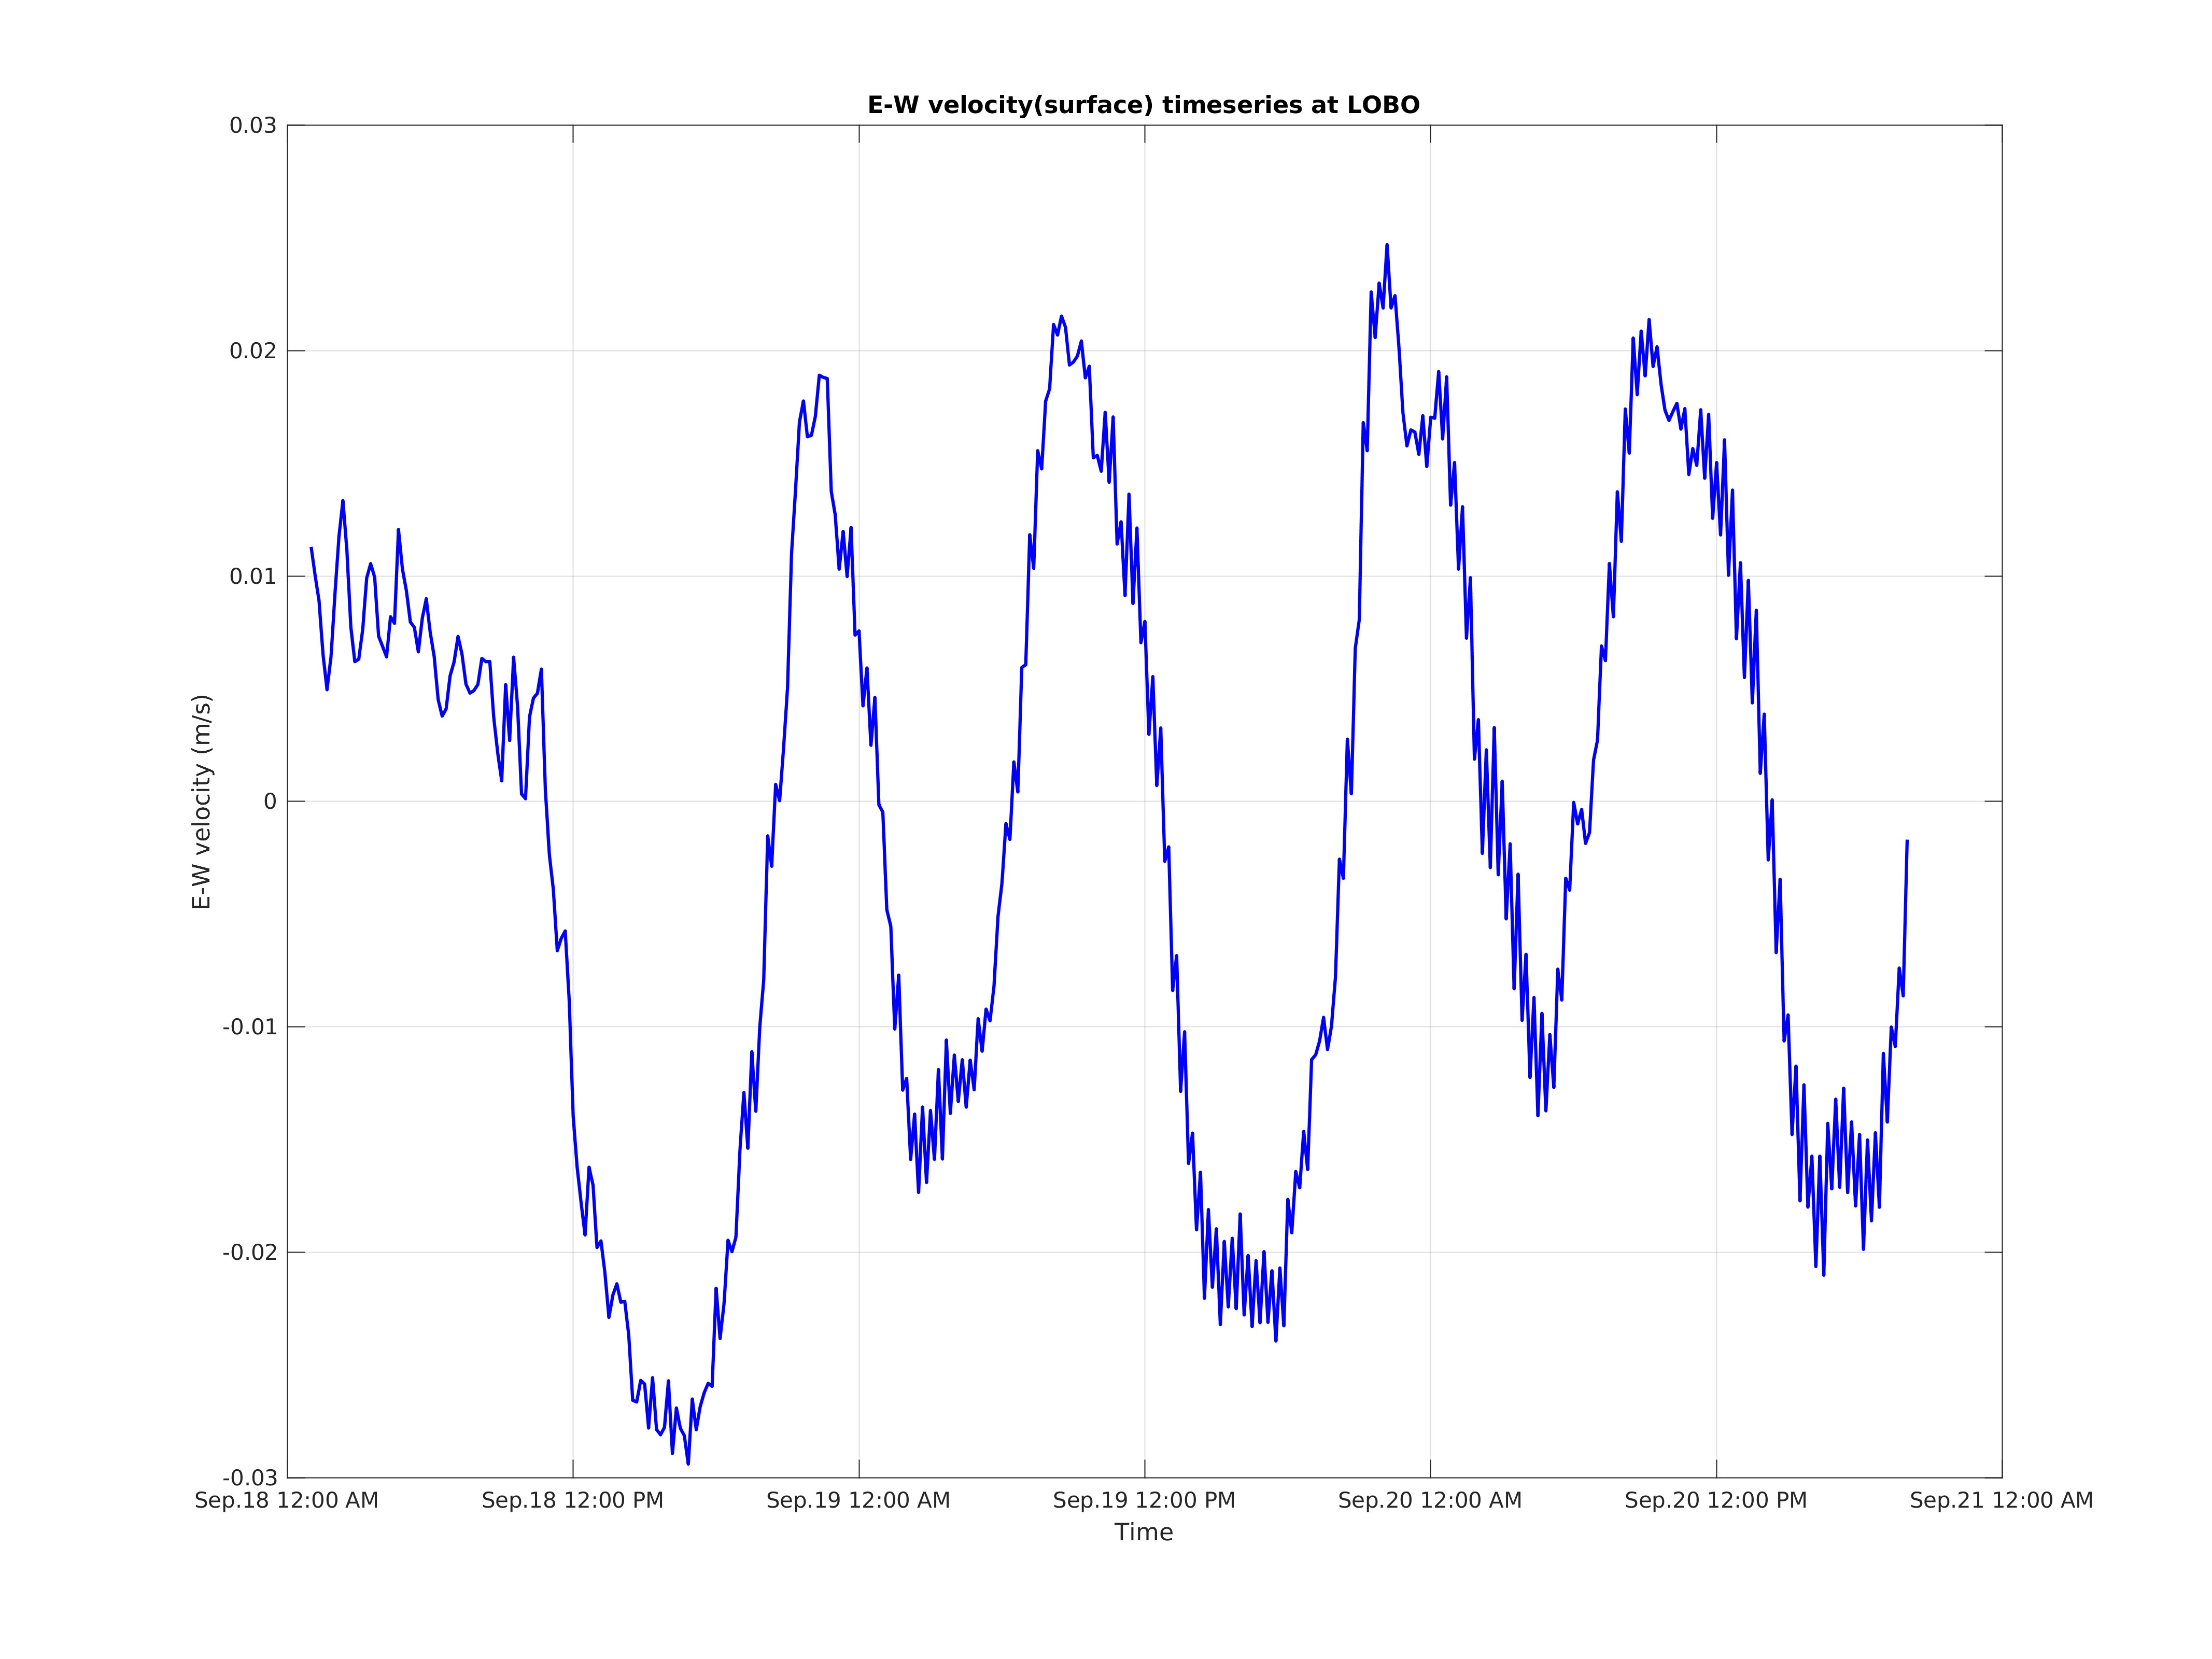 E-W velocity(surface) timeseries at LOBO
0.03
0.02
0.01
0
-0.01
-0.02
-0.03
E-W velocity (m/s)
Sep.18 12:00 AM Sep.18 12:00 PM Sep.19 12:00 AM Sep.19 12:00 PM Sep.20 12:00 AM Sep.20 12:00 PM Sep.21 12:00 AM
Time